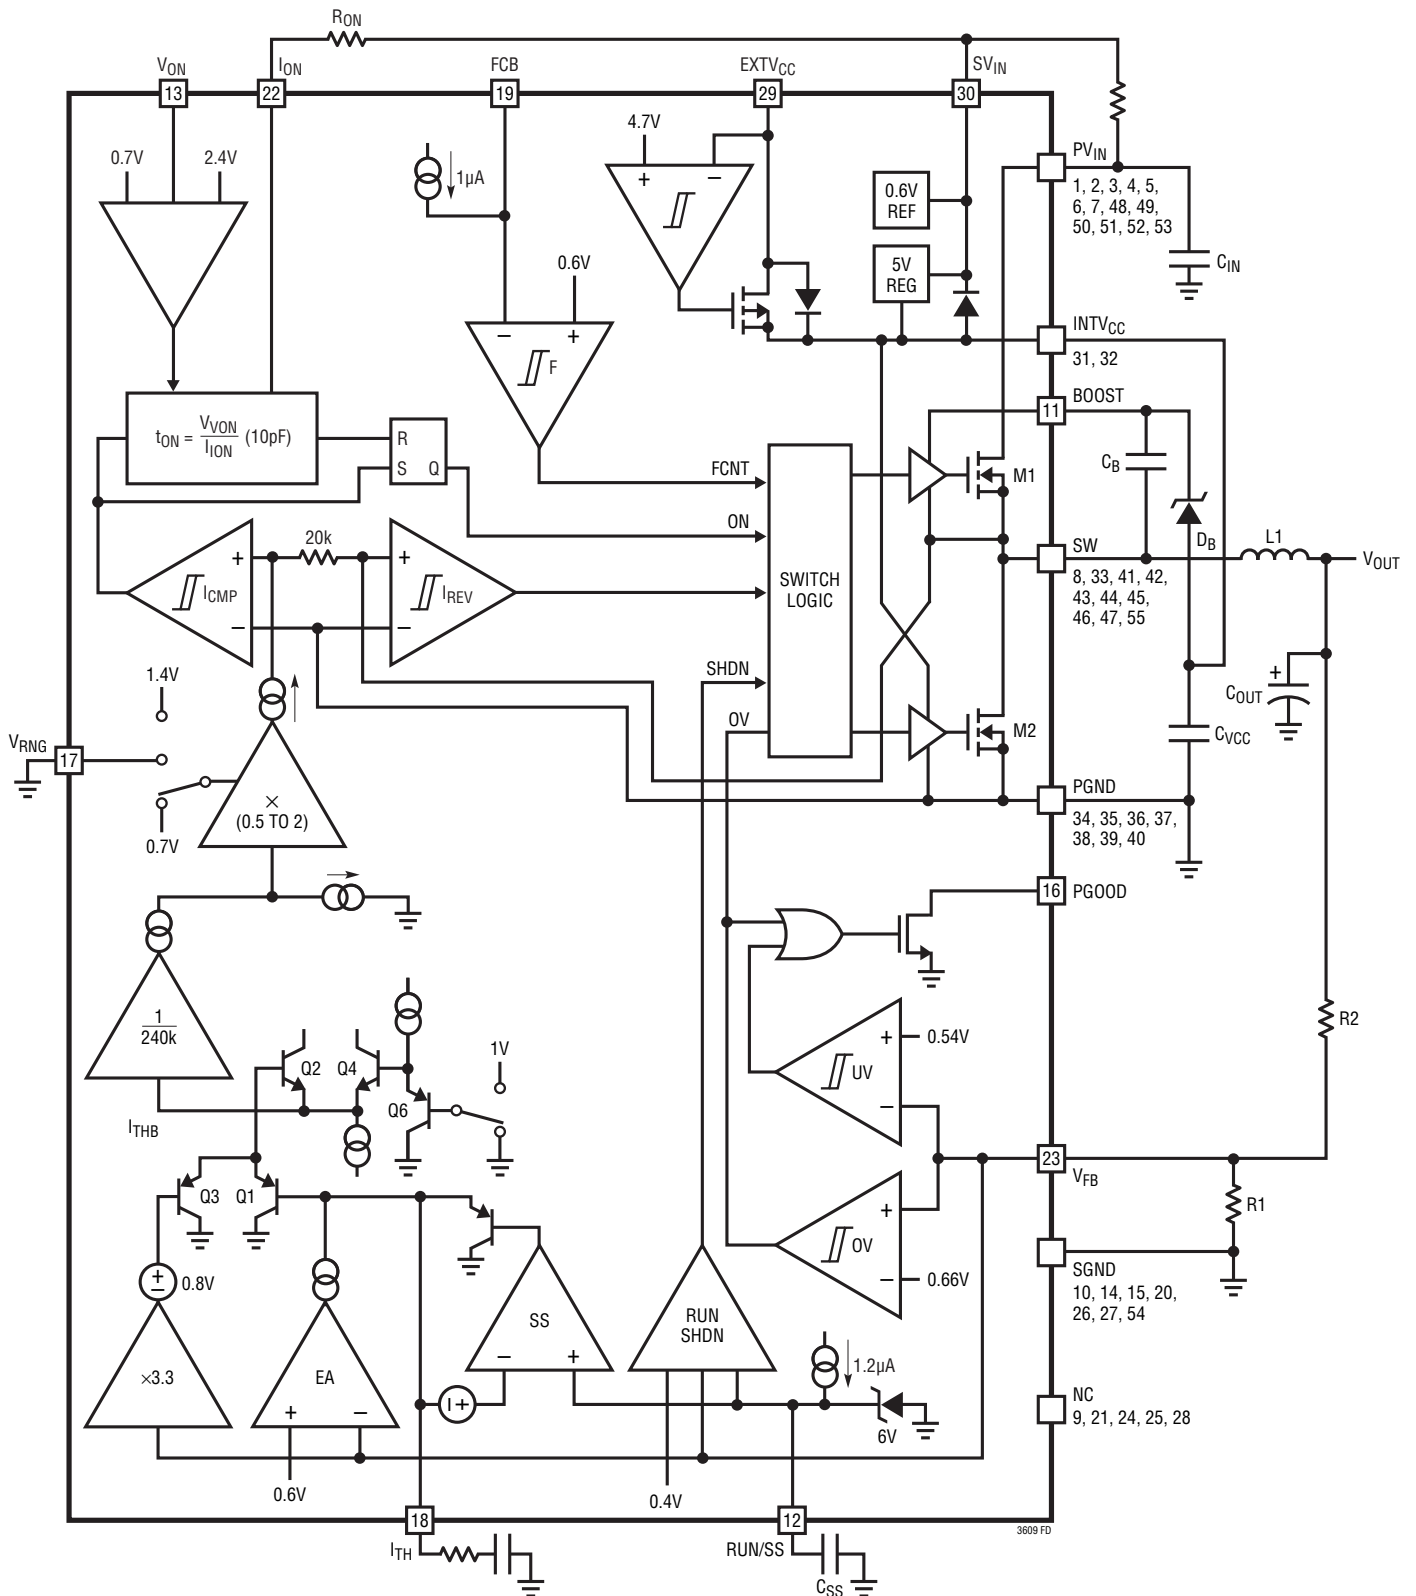 RON
VON
ION
FCB
EXTVCC
SVIN
13
22
19
29
30
0.7V
2.4V
1µA
4.7V
+
−
0.6V
REF
5V
REG
PVIN
1, 2, 3, 4, 5,
6, 7, 48, 49,
50, 51, 52, 53
CIN
0.6V
−
+
F
INTVCC
31, 32
BOOST
11
tON = VVON / IION (10pF)
R
S
Q
FCNT
ON
SWITCH
LOGIC
SHDN
OV
M1
CB
DB
SW
8, 33, 41, 42,
43, 44, 45,
46, 47, 55
L1
VOUT
20k
+
−
ICMP
+
−
IREV
1.4V
VRNG
17
0.7V
×
(0.5 TO 2)
M2
+
COUT
CVCC
PGND
34, 35, 36, 37,
38, 39, 40
16
PGOOD
1
240k
Q2
Q4
Q6
1V
ITHB
+
0.54V
UV
−
R2
23
VFB
Q3
Q1
+
OV
−
0.66V
R1
SGND
10, 14, 15, 20,
26, 27, 54
+
−
0.8V
×3.3
EA
+
−
SS
−
+
RUN
SHDN
1.2µA
+
6V
NC
9, 21, 24, 25, 28
0.6V
0.4V
18
12
3609 FD
ITH
RUN/SS
CSS